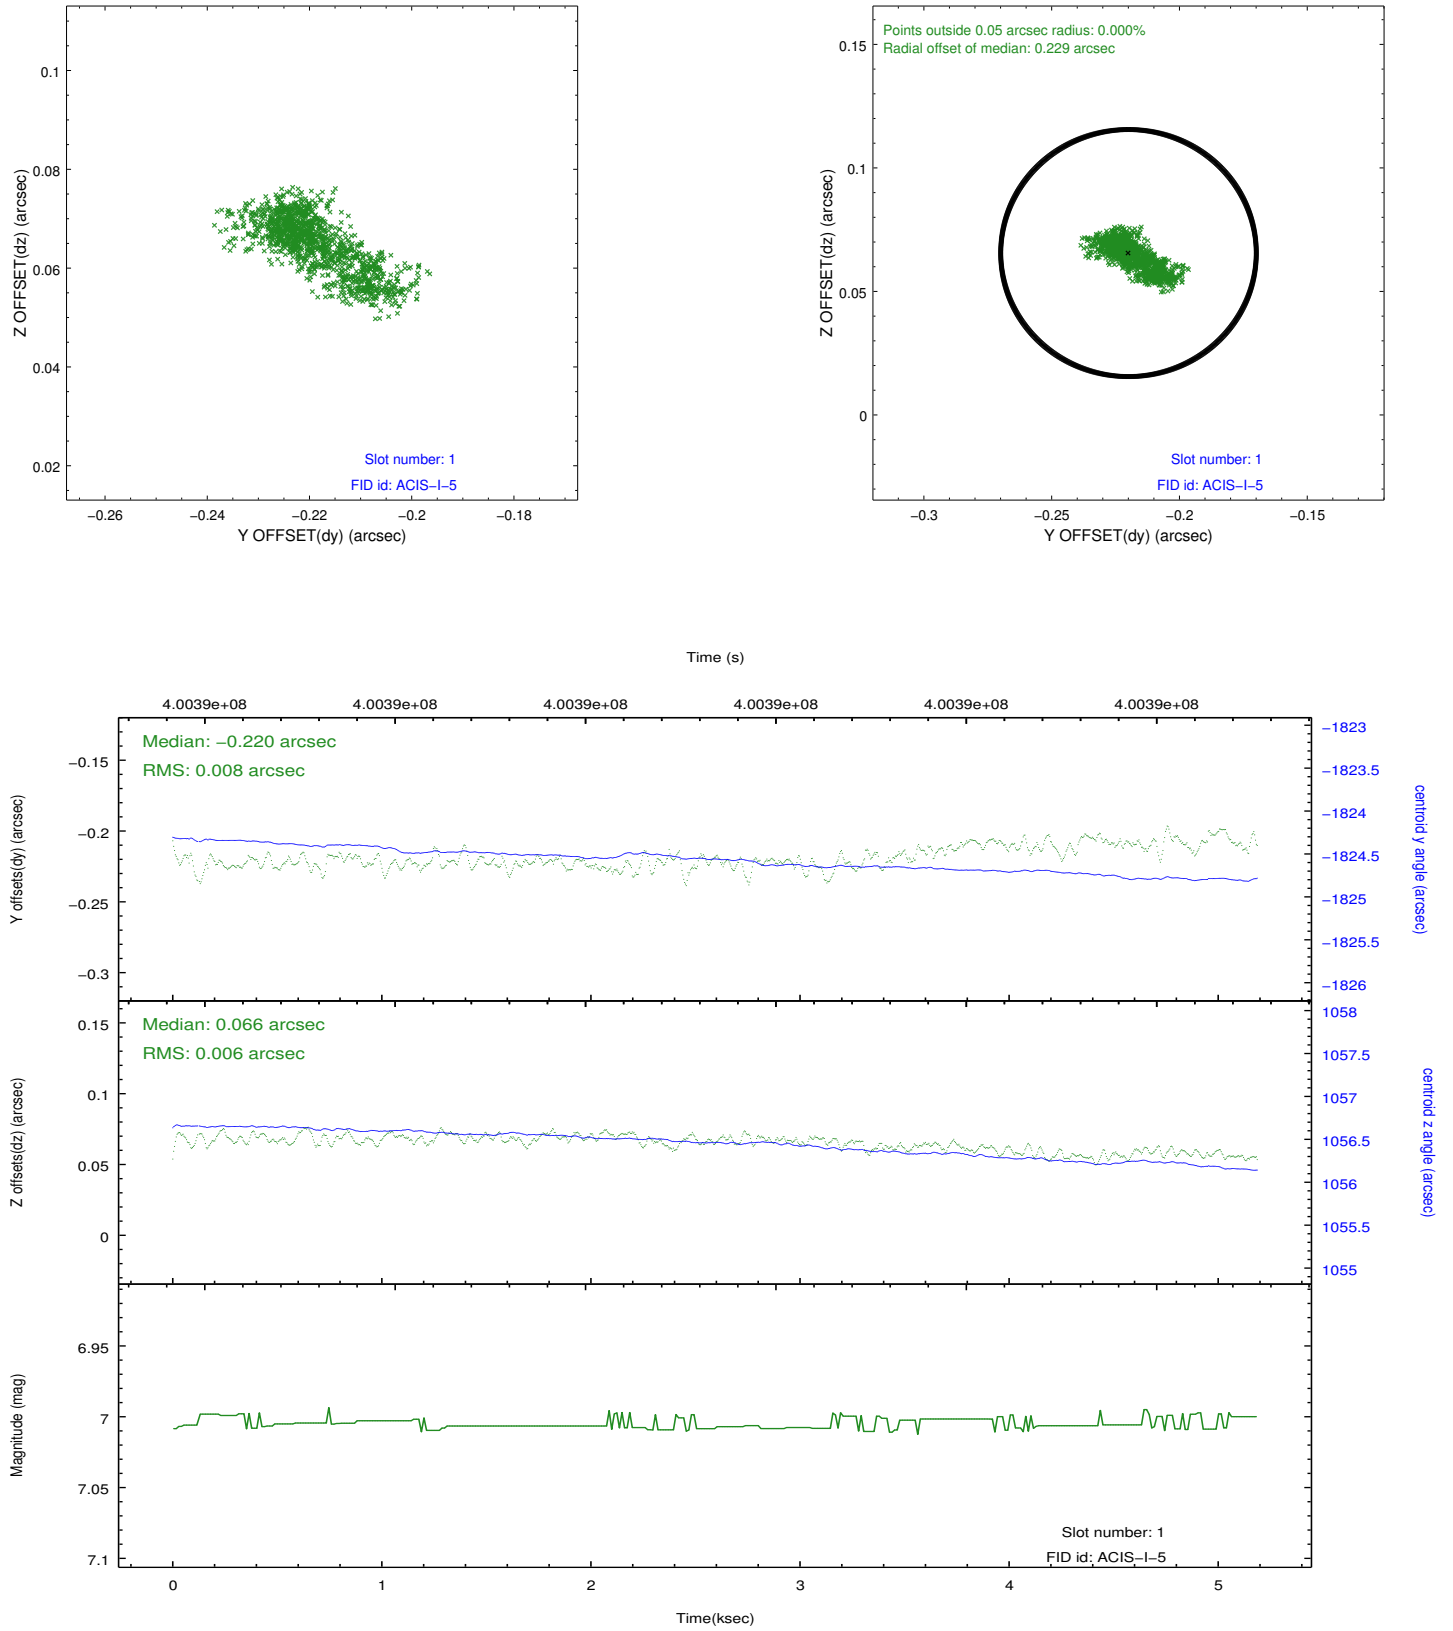 0.1
0.08
0.06
0.04
0.02
Z OFFSET(dz) (arcsec)
Slot number: 1
FID id: ACIS−I−5
−0.26 −0.24 −0.22 −0.2 −0.18
Y OFFSET(dy) (arcsec)
Points outside 0.05 arcsec radius: 0.000%
Radial offset of median: 0.229 arcsec
0.15
0.1
0.05
0
Z OFFSET(dz) (arcsec)
Slot number: 1
FID id: ACIS−I−5
−0.3 −0.25 −0.2 −0.15
Y OFFSET(dy) (arcsec)
Time (s)
4.0039e+08 4.0039e+08 4.0039e+08 4.0039e+08 4.0039e+08 4.0039e+08
Median: −0.220 arcsec
RMS: 0.008 arcsec
−0.15
−0.2
−0.25
−0.3
Y offsets(dy) (arcsec)
−1823
−1823.5
−1824
−1824.5
−1825
−1825.5
−1826
centroid y angle (arcsec)
Median: 0.066 arcsec
RMS: 0.006 arcsec
0.15
0.1
0.05
0
Z offsets(dz) (arcsec)
1058
1057.5
1057
1056.5
1056
1055.5
1055
centroid z angle (arcsec)
6.95
7
7.05
7.1
Magnitude (mag)
Slot number: 1
FID id: ACIS−I−5
0 1 2 3 4 5
Time(ksec)